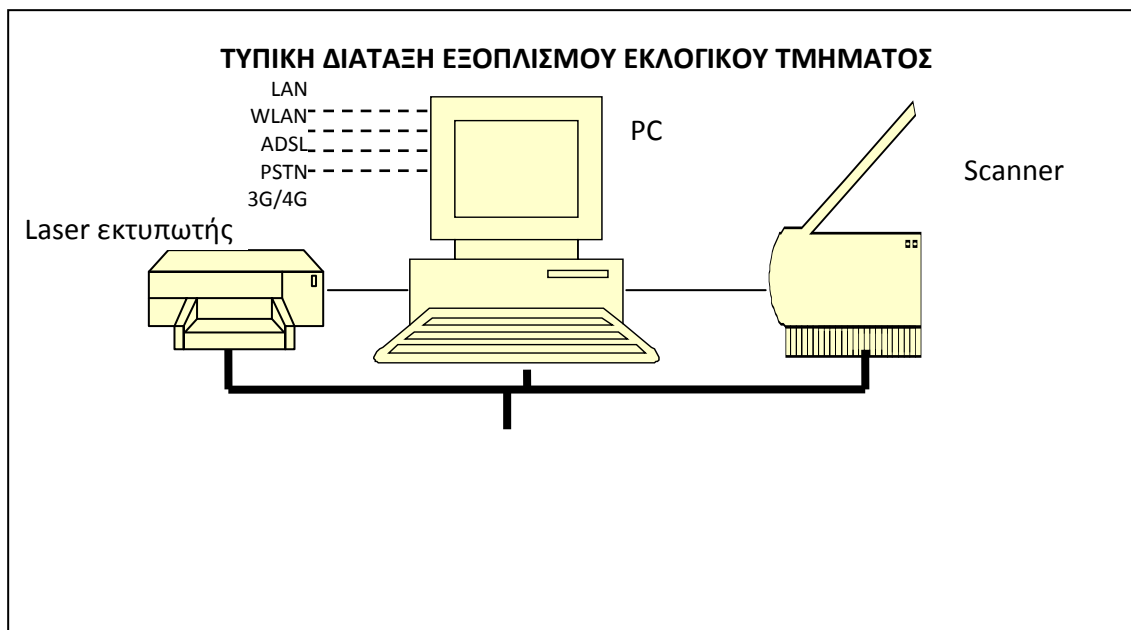 ΤΥΠΙΚΗ ΔΙΑΤΑΞΗ ΕΞΟΠΛΙΣΜΟΥ ΕΚΛΟΓΙΚΟΥ ΤΜΗΜΑΤΟΣ
LAN
WLAN
ADSL
PSTN
3G/4G
PC
Scanner
Laser εκτυπωτής